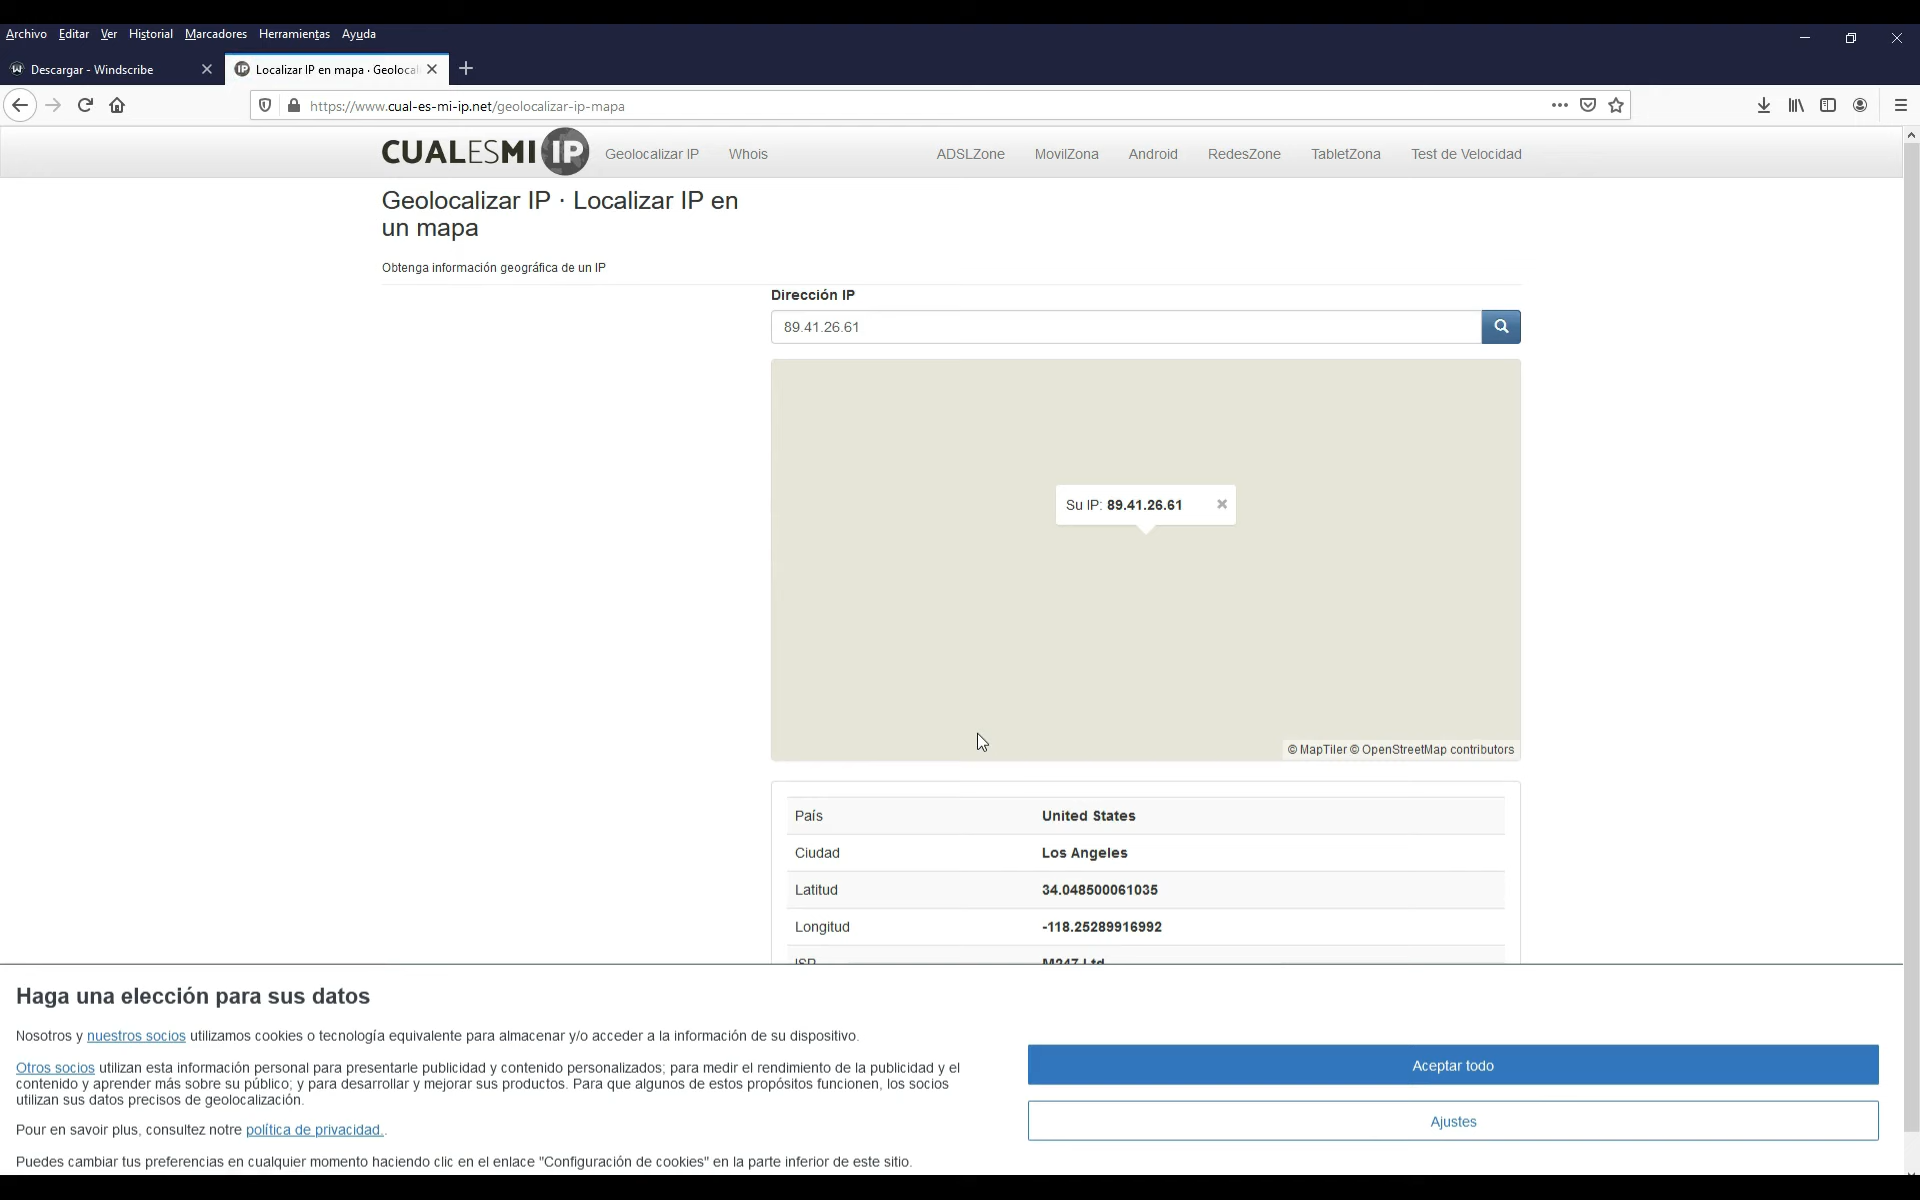 Archivo Editar Ver Historial Marcadores Herramientas Ayuda
Descargar - Windscribe
Localizar IP en mapa · Geolocal
https://www.cual-es-mi-ip.net/geolocalizar-ip-mapa
CUALESMI IP Geolocalizar IP Whois ADSLZone MovilZona Android RedesZone TabletZona Test de Velocidad
Geolocalizar IP · Localizar IP en
un mapa
Obtenga información geográfica de un IP
Dirección IP
89.41.26.61
Su IP: 89.41.26.61
© MapTiler © OpenStreetMap contributors
País United States
Ciudad Los Angeles
Latitud 34.048500061035
Longitud -118.25289916992
ISP M247 Ltd
Haga una elección para sus datos
Nosotros y nuestros socios utilizamos cookies o tecnología equivalente para almacenar y/o acceder a la información de su dispositivo.
Otros socios utilizan esta información personal para presentarle publicidad y contenido personalizados; para medir el rendimiento de la publicidad y el
contenido y aprender más sobre su público; y para desarrollar y mejorar sus productos. Para que algunos de estos propósitos funcionen, los socios
utilizan sus datos precisos de geolocalización.
Pour en savoir plus, consultez notre política de privacidad..
Puedes cambiar tus preferencias en cualquier momento haciendo clic en el enlace "Configuración de cookies" en la parte inferior de este sitio.
Aceptar todo
Ajustes